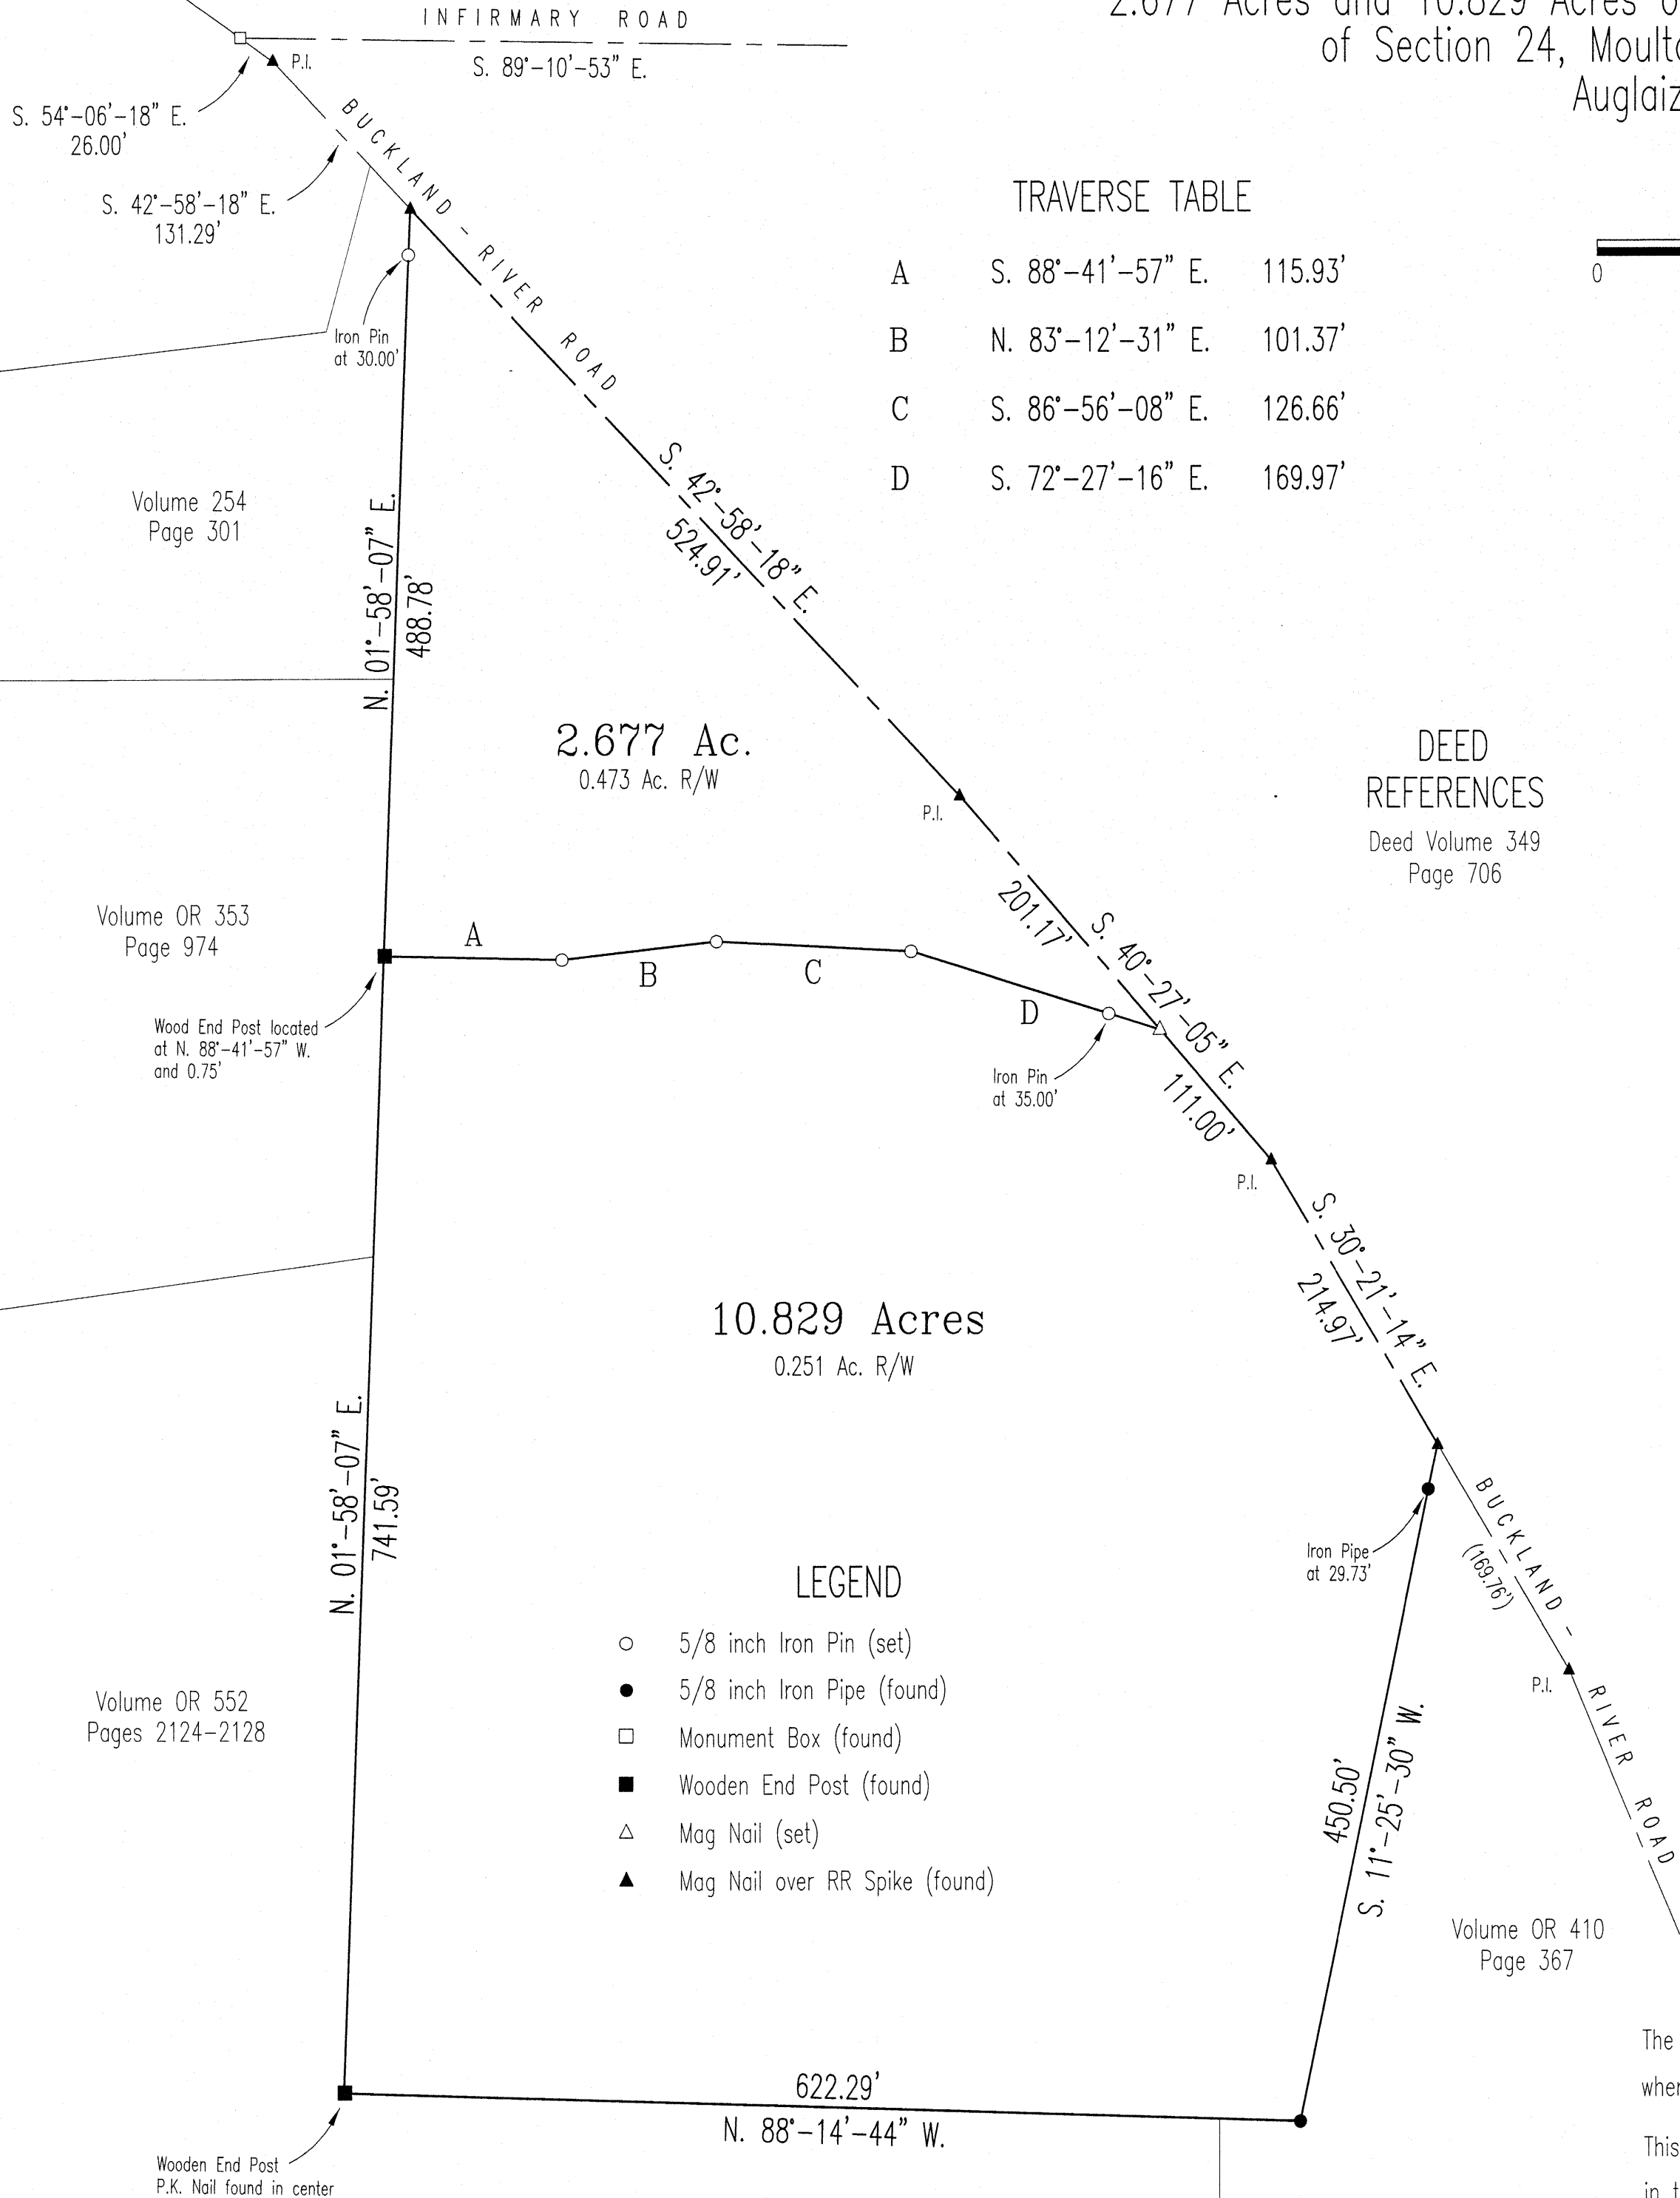 INFIRMARY ROAD
S. 89°-10'-53" E.
P.I.
S. 54°-06'-18" E.
26.00'
S. 42°-58'-18" E.
131.29'
BUCKLAND - RIVER ROAD
2.677 Acres and 10.829 Acres
of Section 24,
TRAVERSE TABLE
A S. 88°-41'-57" E. 115.93'
B N. 83°-12'-31" E. 101.37'
C S. 86°-56'-08" E. 126.66'
D S. 72°-27'-16" E. 169.97'
0
Iron Pin
at 30.00'
Volume 254
Page 301
N. 01°-58'-07" E.
488.78'
S. 42°-58'-18" E.
524.91'
2.677 Ac.
0.473 Ac. R/W
P.I.
DEED
REFERENCES
Deed Volume 349
Page 706
Volume OR 353
Page 974
A
B
C
D
201.17'
S. 40°-27'-05" E.
111.00'
Wood End Post located
at N. 88°-41'-57" W.
and 0.75'
Iron Pin
at 35.00'
P.I.
S. 30°-21'-14" E.
214.97'
10.829 Acres
0.251 Ac. R/W
N. 01°-58'-07" E.
741.59'
Iron Pipe
at 29.73'
BUCKLAND - RIVER ROAD
(169.76')
P.I.
LEGEND
5/8 inch Iron Pin (set)
5/8 inch Iron Pipe (found)
Monument Box (found)
Wooden End Post (found)
Mag Nail (set)
Mag Nail over RR Spike (found)
Volume OR 552
Pages 2124-2128
450.50'
S. 11°-25'-30" W.
Volume OR 410
Page 367
622.29'
N. 88°-14'-44" W.
Wooden End Post
P.K. Nail found in center
The
This
in